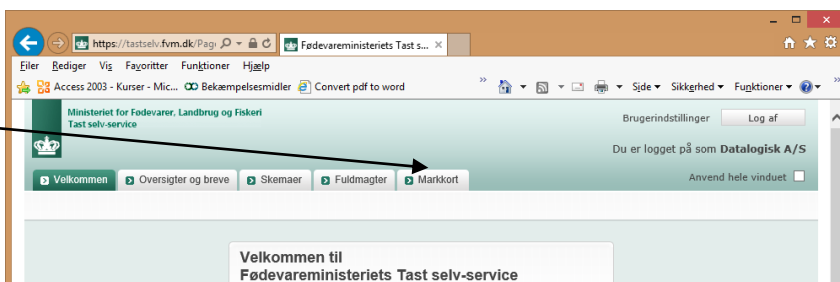 https://tastselv.fvm.dk/Pag
Fødevareministeriets Tast s...
Filer Rediger Vis Favoritter Funktioner Hjælp
Access 2003 - Kurser - Mic... Bekæmpelsesmidler Convert pdf to word » Side Sikkerhed Funktioner »
Ministeriet for Fødevarer, Landbrug og Fiskeri
Tast selv-service
Brugerindstillinger Log af
Du er logget på som Datalogisk A/S
Velkommen Oversigter og breve Skemaer Fuldmagter Markkort
Anvend hele vinduet
Velkommen til
Fødevareministeriets Tast selv-service